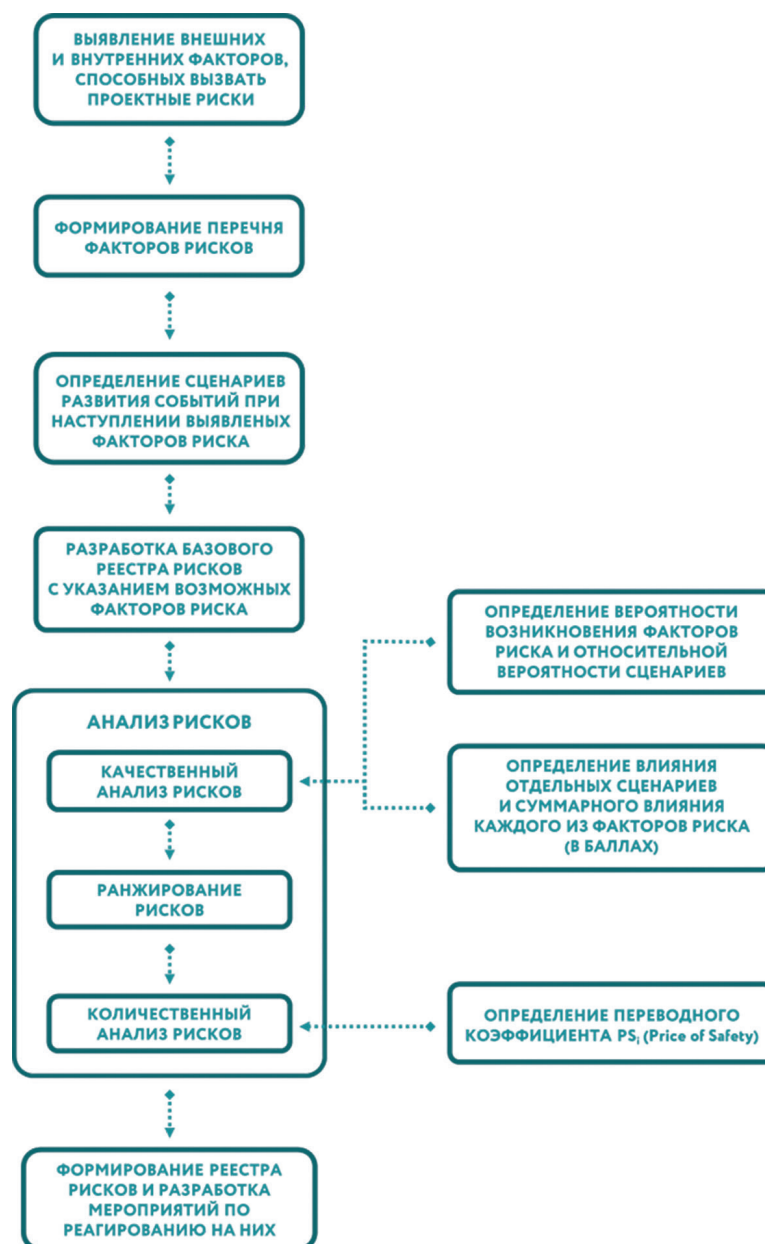 ВЫЯВЛЕНИЕ ВНЕШНИХ
И ВНУТРЕННИХ ФАКТОРОВ,
СПОСОБНЫХ ВЫЗВАТЬ
ПРОЕКТНЫЕ РИСКИ
ФОРМИРОВАНИЕ ПЕРЕЧНЯ
ФАКТОРОВ РИСКОВ
ОПРЕДЕЛЕНИЕ СЦЕНАРИЕВ
РАЗВИТИЯ СОБЫТИЙ ПРИ
НАСТУПЛЕНИИ ВЫЯВЛЕНЫХ
ФАКТОРОВ РИСКА
РАЗРАБОТКА БАЗОВОГО
РЕЕСТРА РИСКОВ
С УКАЗАНИЕМ ВОЗМОЖНЫХ
ФАКТОРОВ РИСКА
АНАЛИЗ РИСКОВ
КАЧЕСТВЕННЫЙ
АНАЛИЗ РИСКОВ
ОПРЕДЕЛЕНИЕ ВЕРОЯТНОСТИ
ВОЗНИКНОВЕНИЯ ФАКТОРОВ
РИСКА И ОТНОСИТЕЛЬНОЙ
ВЕРОЯТНОСТИ СЦЕНАРИЕВ
ОПРЕДЕЛЕНИЕ ВЛИЯНИЯ
ОТДЕЛЬНЫХ СЦЕНАРИЕВ
И СУММАРНОГО ВЛИЯНИЯ
КАЖДОГО ИЗ ФАКТОРОВ РИСКА
(В БАЛЛАХ)
РАНЖИРОВАНИЕ
РИСКОВ
КОЛИЧЕСТВЕННЫЙ
АНАЛИЗ РИСКОВ
ОПРЕДЕЛЕНИЕ ПЕРЕВОДНОГО
КОЭФФИЦИЕНТА PSᵢ (Price of Safety)
ФОРМИРОВАНИЕ РЕЕСТРА
РИСКОВ И РАЗРАБОТКА
МЕРОПРИЯТИЙ ПО
РЕАГИРОВАНИЮ НА НИХ